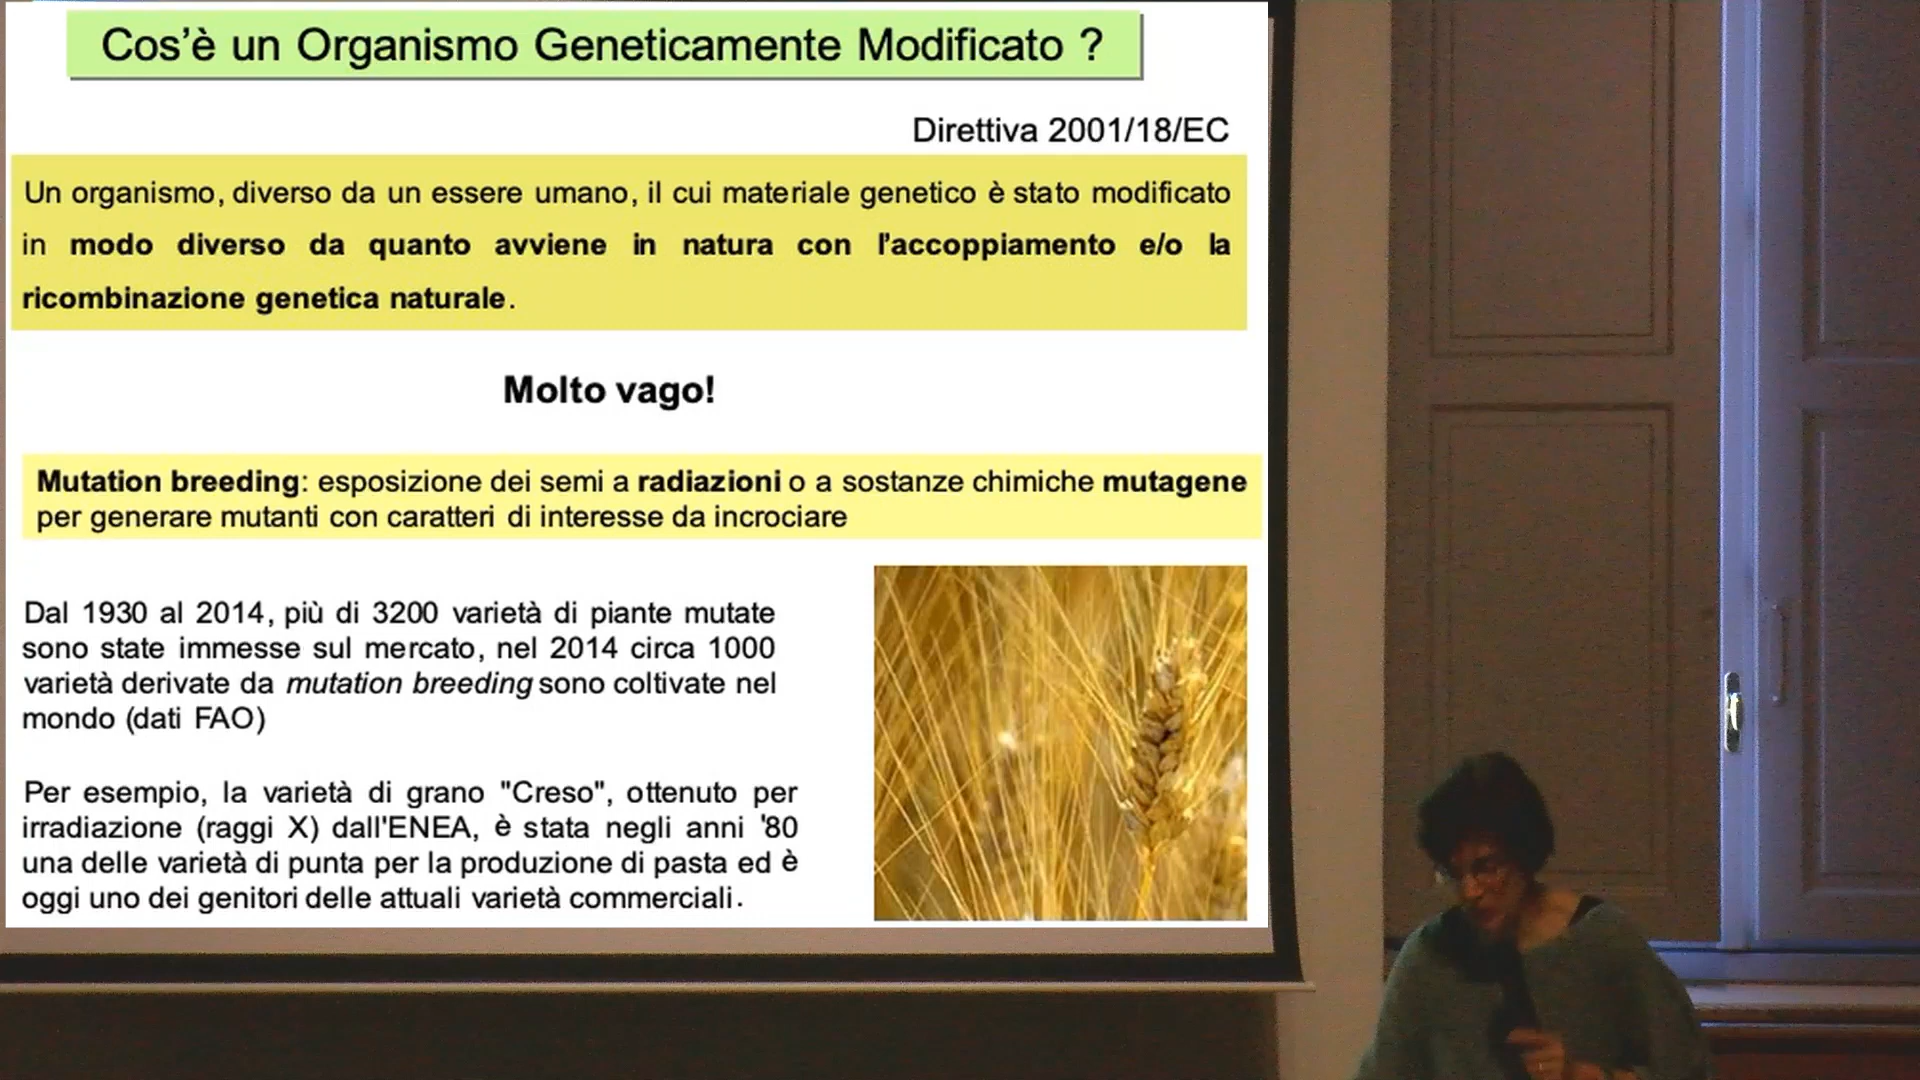 Cos’è un Organismo Geneticamente Modificato ?
Direttiva 2001/18/EC
Un organismo, diverso da un essere umano, il cui materiale genetico è stato modificato
in modo diverso da quanto avviene in natura con l’accoppiamento e/o la
ricombinazione genetica naturale.
Molto vago!
Mutation breeding: esposizione dei semi a radiazioni o a sostanze chimiche mutagene
per generare mutanti con caratteri di interesse da incrociare
Dal 1930 al 2014, più di 3200 varietà di piante mutate
sono state immesse sul mercato, nel 2014 circa 1000
varietà derivate da mutation breeding sono coltivate nel
mondo (dati FAO)
Per esempio, la varietà di grano "Creso", ottenuto per
irradiazione (raggi X) dall'ENEA, è stata negli anni '80
una delle varietà di punta per la produzione di pasta ed è
oggi uno dei genitori delle attuali varietà commerciali.